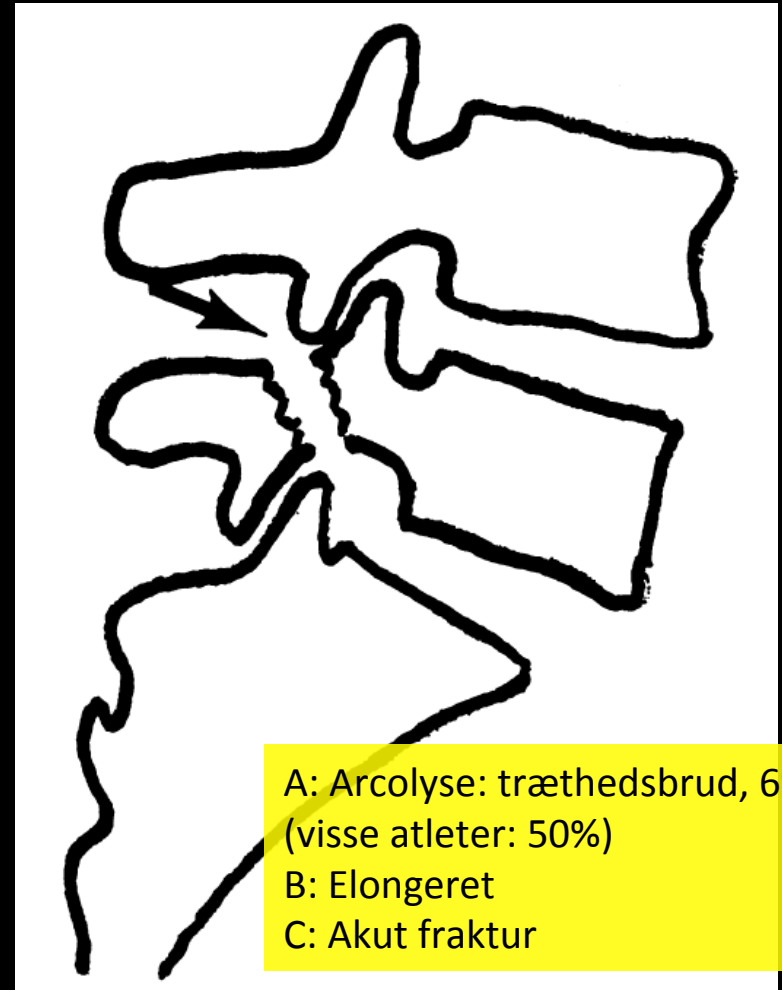 A: Arcolyse: træthedsbrud, 6
(visse atleter: 50%)
B: Elongeret
C: Akut fraktur